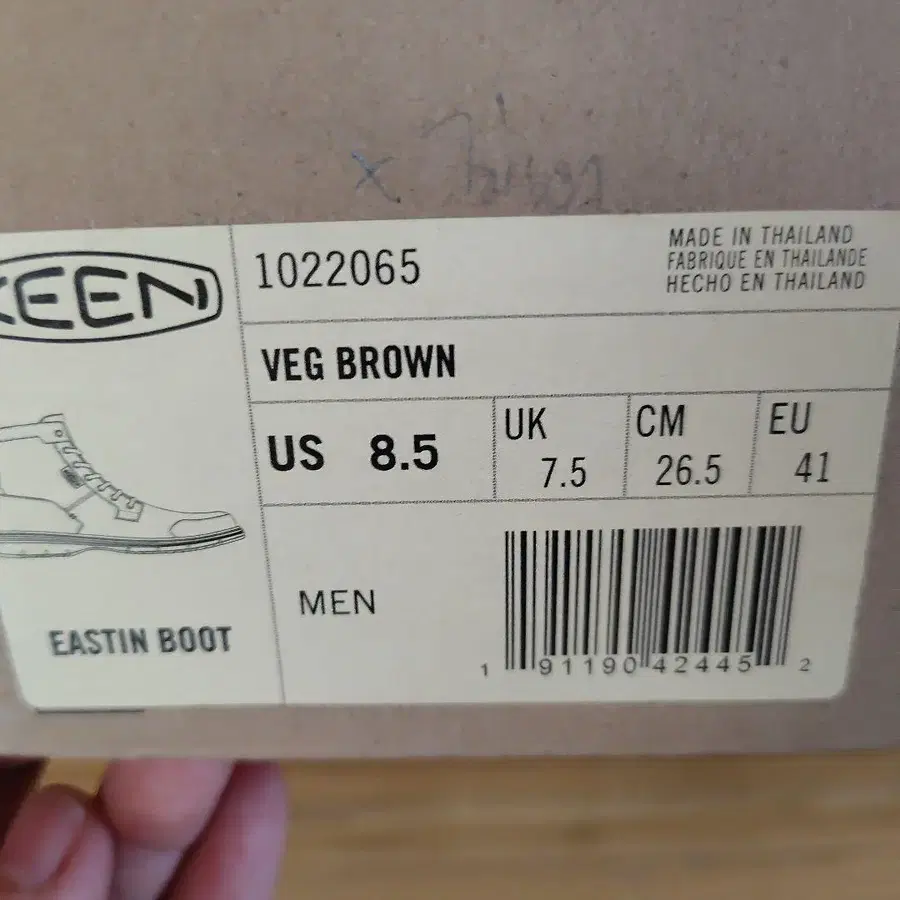 KEEN
1022065
MADE IN THAILAND
FABRIQUE EN THAILANDE
HECHO EN THAILAND
VEG BROWN
US 8.5
UK 7.5
CM 26.5
EU 41
MEN
EASTIN BOOT
1 91190 42445 2